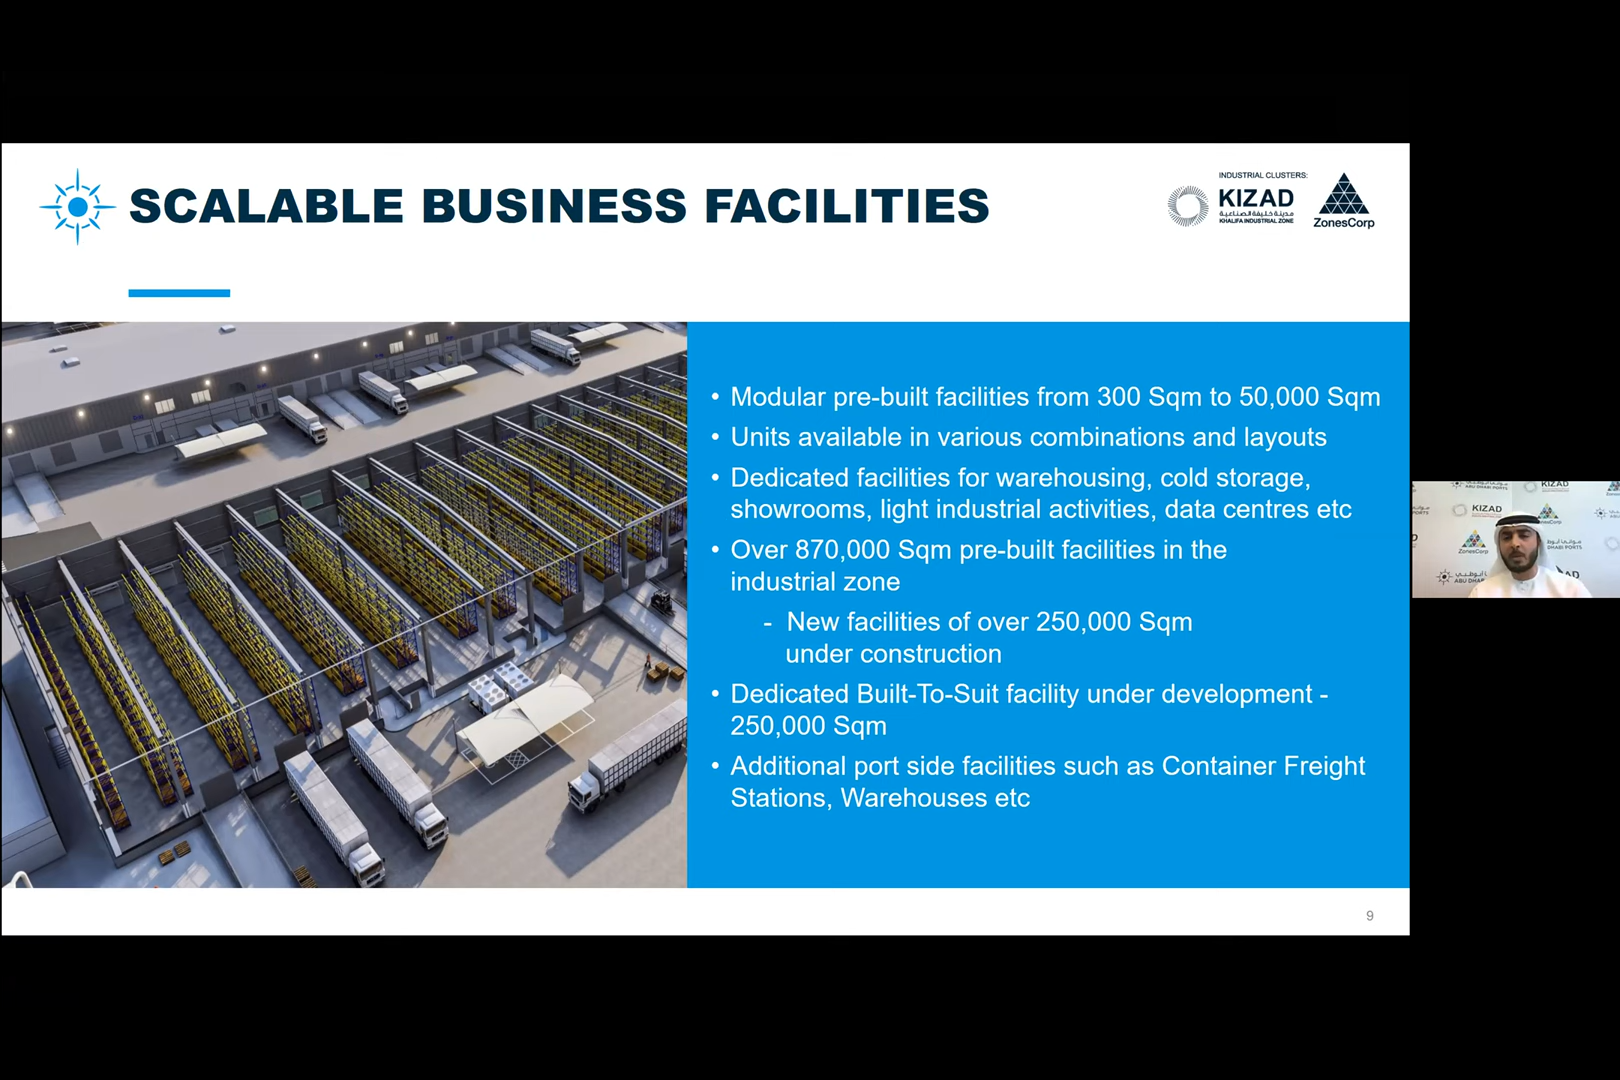 SCALABLE BUSINESS FACILITIES
INDUSTRIAL CLUSTERS:
KIZAD
مدينة خليفة الصناعية
KHALIFA INDUSTRIAL ZONE
ZonesCorp
• Modular pre-built facilities from 300 Sqm to 50,000 Sqm
• Units available in various combinations and layouts
• Dedicated facilities for warehousing, cold storage,
showrooms, light industrial activities, data centres etc
• Over 870,000 Sqm pre-built facilities in the
industrial zone
- New facilities of over 250,000 Sqm
under construction
• Dedicated Built-To-Suit facility under development -
250,000 Sqm
• Additional port side facilities such as Container Freight
Stations, Warehouses etc
9
KIZAD
KIZAD
ZonesCorp